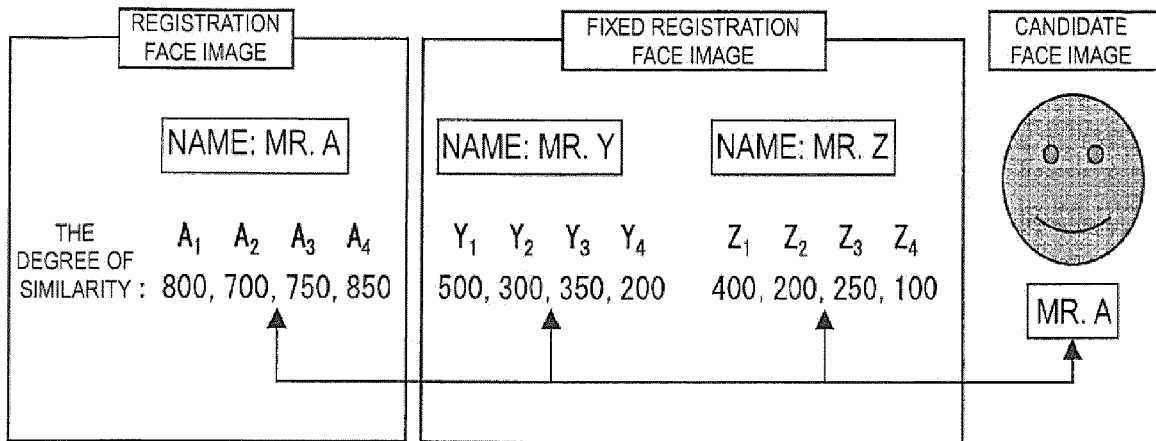 REGISTRATION
FACE IMAGE
FIXED REGISTRATION
FACE IMAGE
CANDIDATE
FACE IMAGE
NAME: MR. A
NAME: MR. Y
NAME: MR. Z
THE
DEGREE OF
SIMILARITY :
A₁ A₂ A₃ A₄
800, 700, 750, 850
Y₁ Y₂ Y₃ Y₄
500, 300, 350, 200
Z₁ Z₂ Z₃ Z₄
400, 200, 250, 100
MR. A